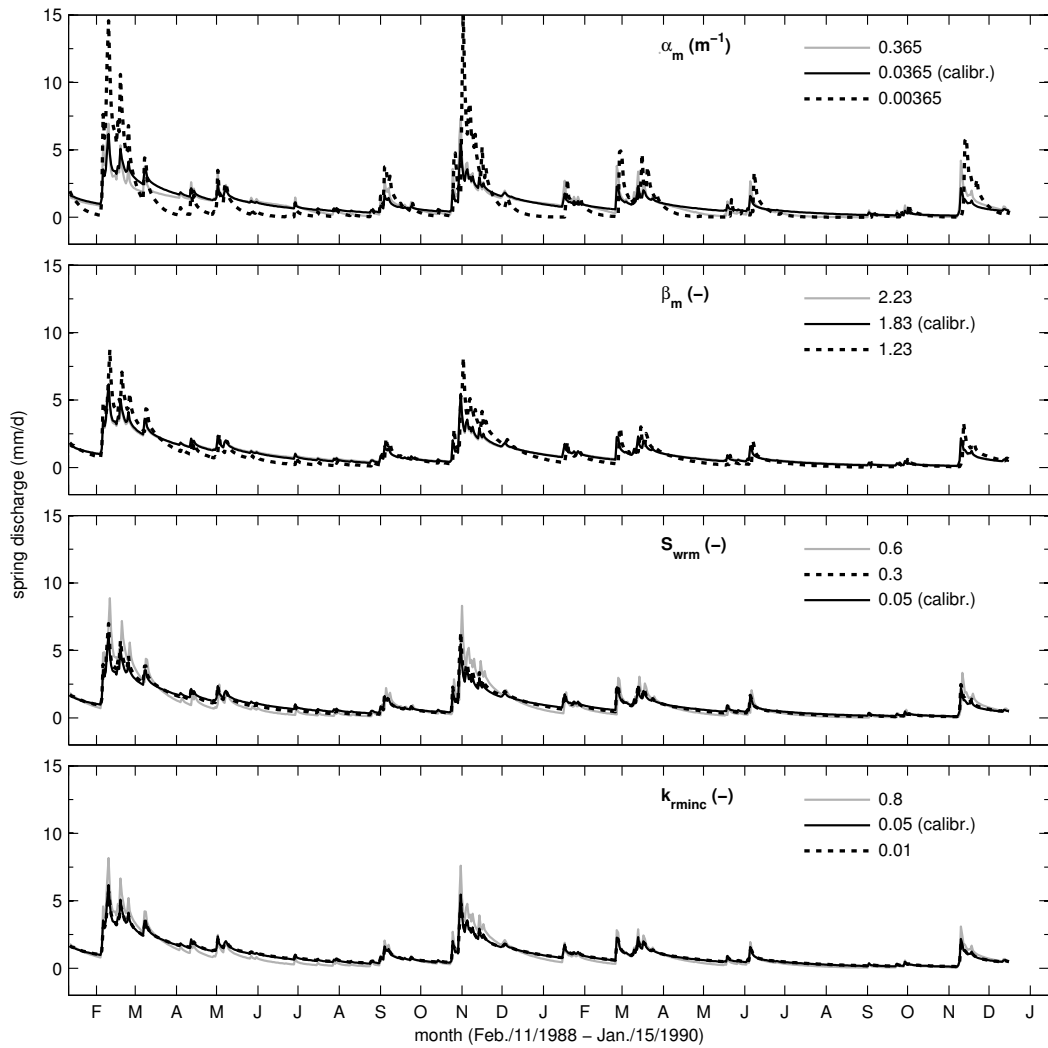 15
10
5
0
α_m (m⁻¹)
0.365
0.0365 (calibr.)
0.00365
15
10
5
0
β_m (−)
2.23
1.83 (calibr.)
1.23
15
10
5
0
S_wrm (−)
0.6
0.3
0.05 (calibr.)
15
10
5
0
k_rminc (−)
0.8
0.05 (calibr.)
0.01
spring discharge (mm/d)
F M A M J J A S O N D J F M A M J J A S O N D J
month (Feb./11/1988 − Jan./15/1990)